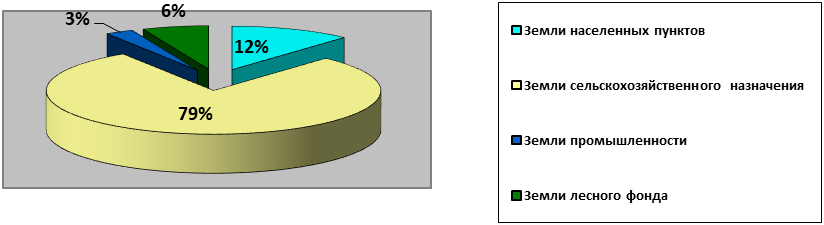 6%
3%
12%
79%
Земли населенных пунктов
Земли сельскохозяйственного назначения
Земли промышленности
Земли лесного фонда